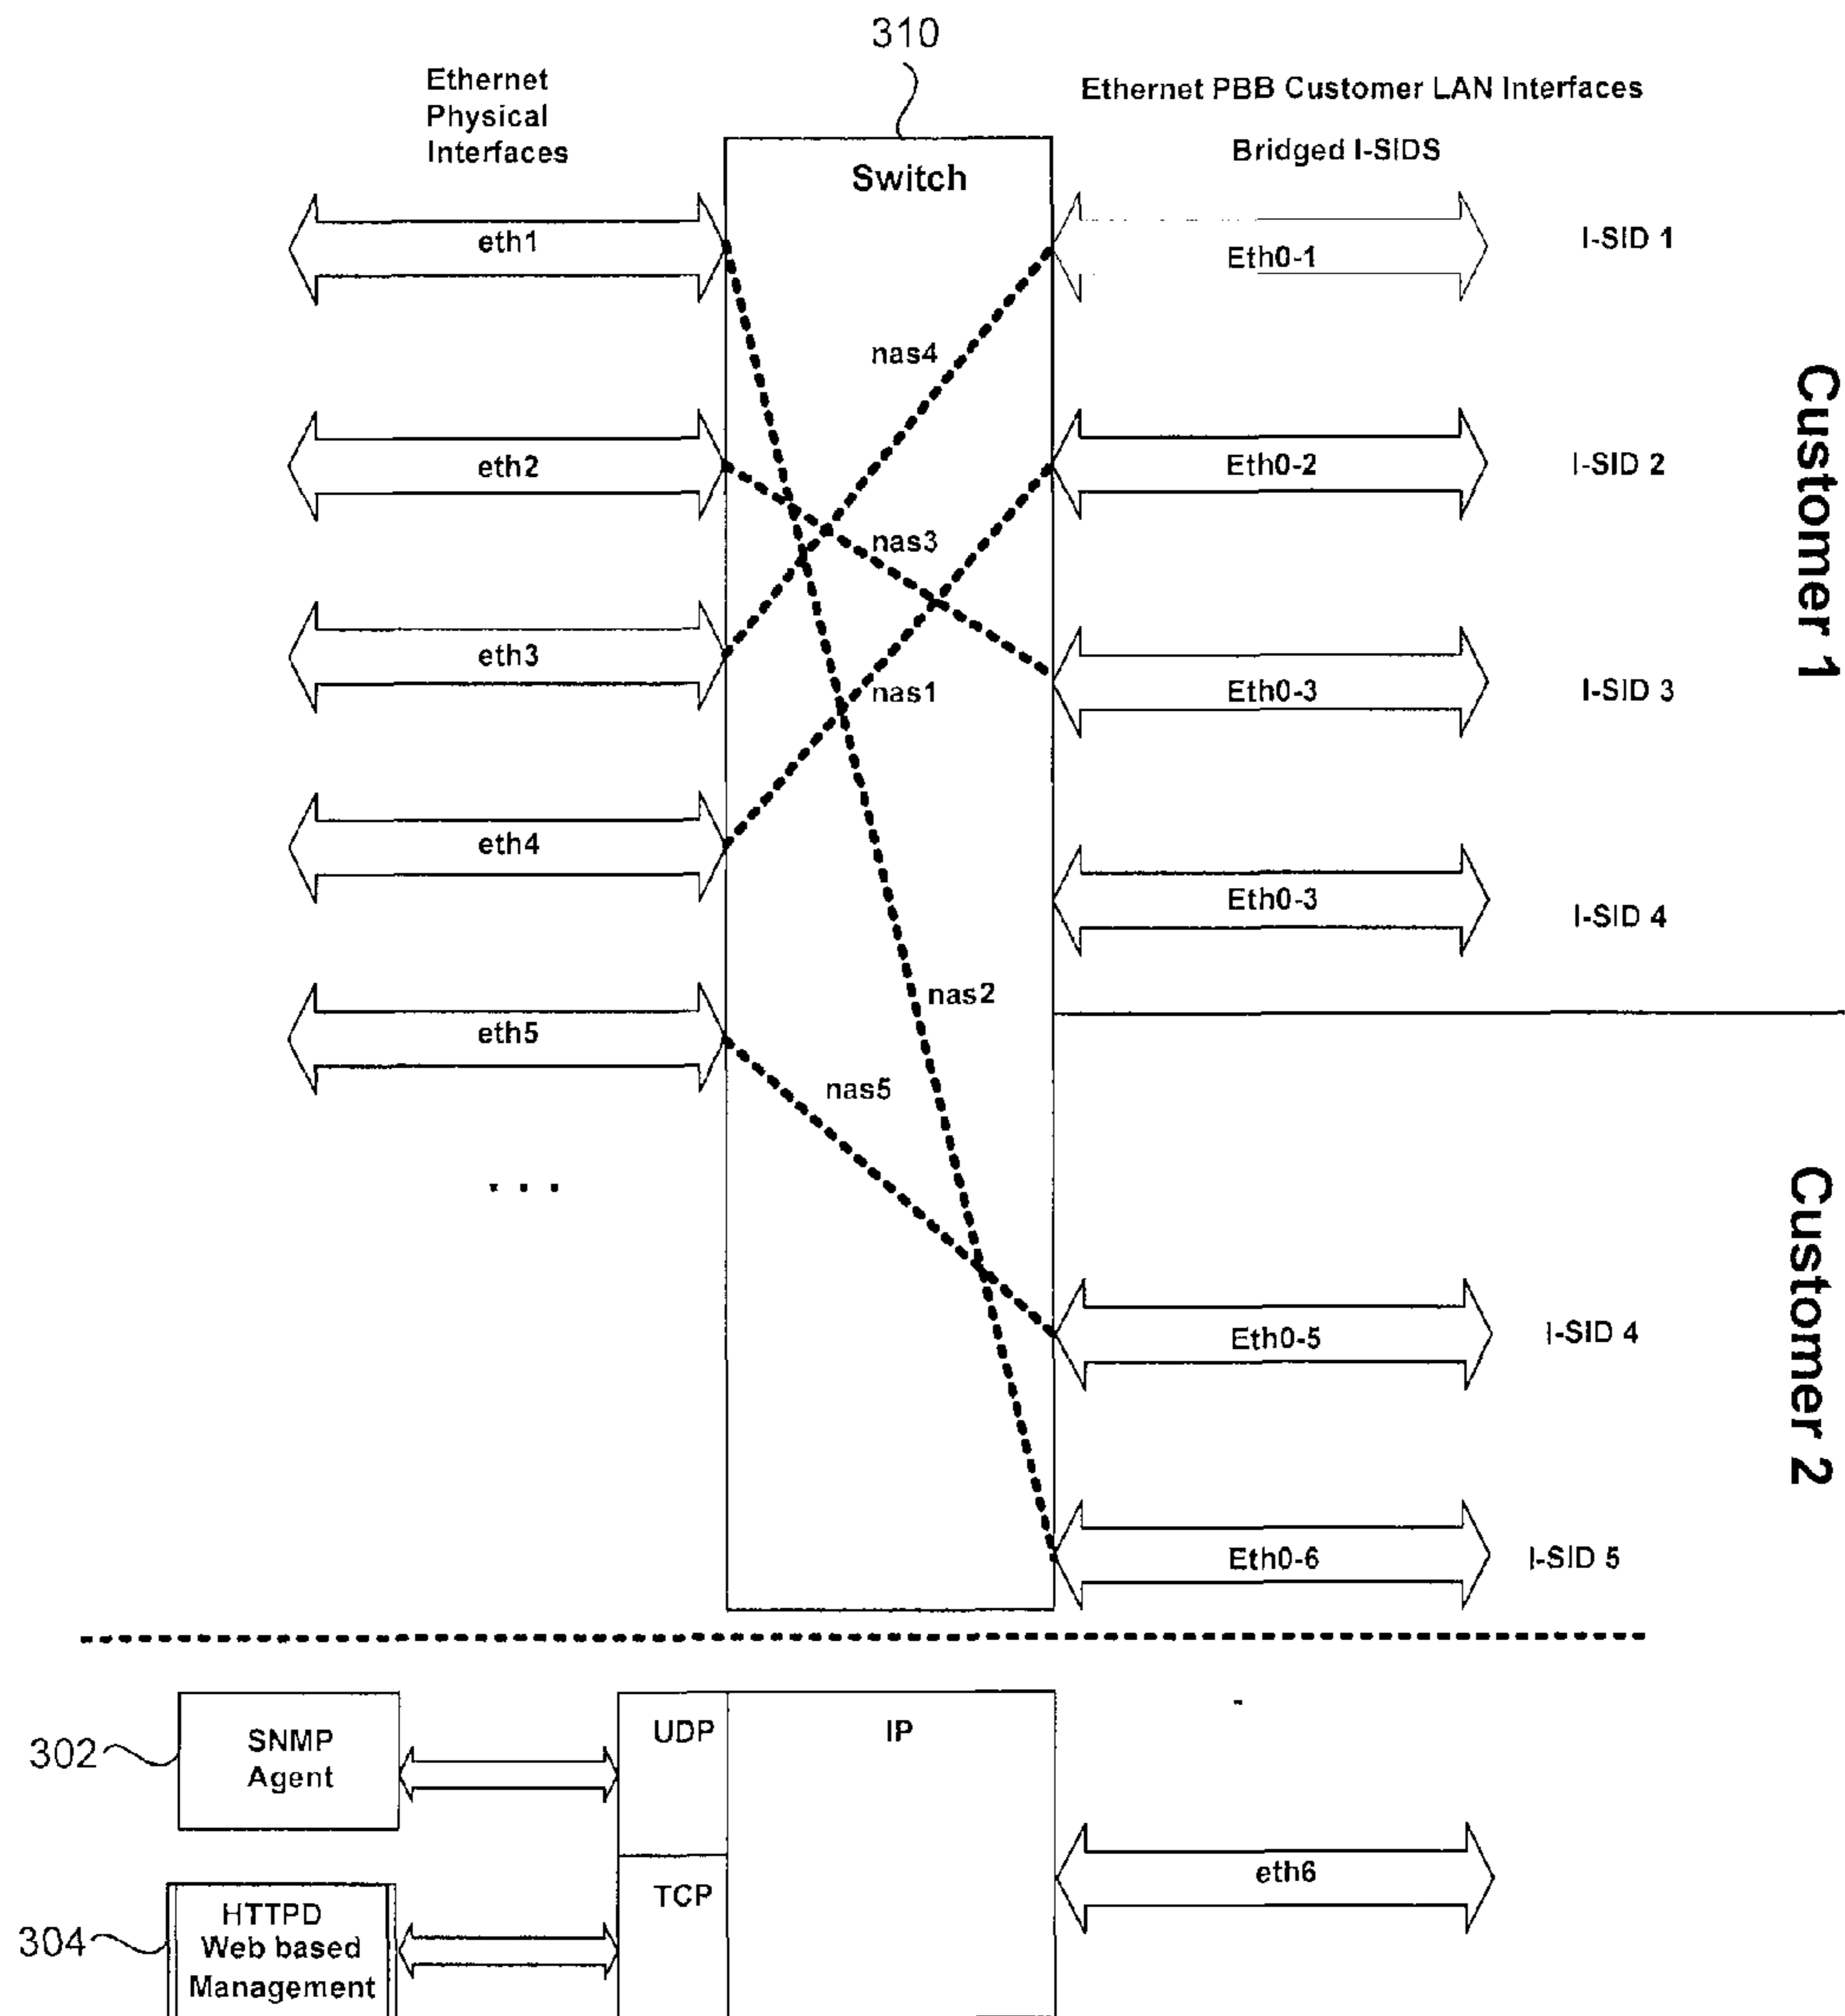 310
Ethernet
Physical
Interfaces
Ethernet PBB Customer LAN Interfaces
Bridged I-SIDS
Switch
eth1
Eth0-1
I-SID 1
nas4
eth2
Eth0-2
I-SID 2
nas3
eth3
Eth0-3
I-SID 3
nas1
eth4
Eth0-3
I-SID 4
Customer 1
nas2
eth5
nas5
. . .
Eth0-5
I-SID 4
Eth0-6
I-SID 5
Customer 2
302
SNMP
Agent
UDP
IP
eth6
304
HTTPD
Web based
Management
TCP